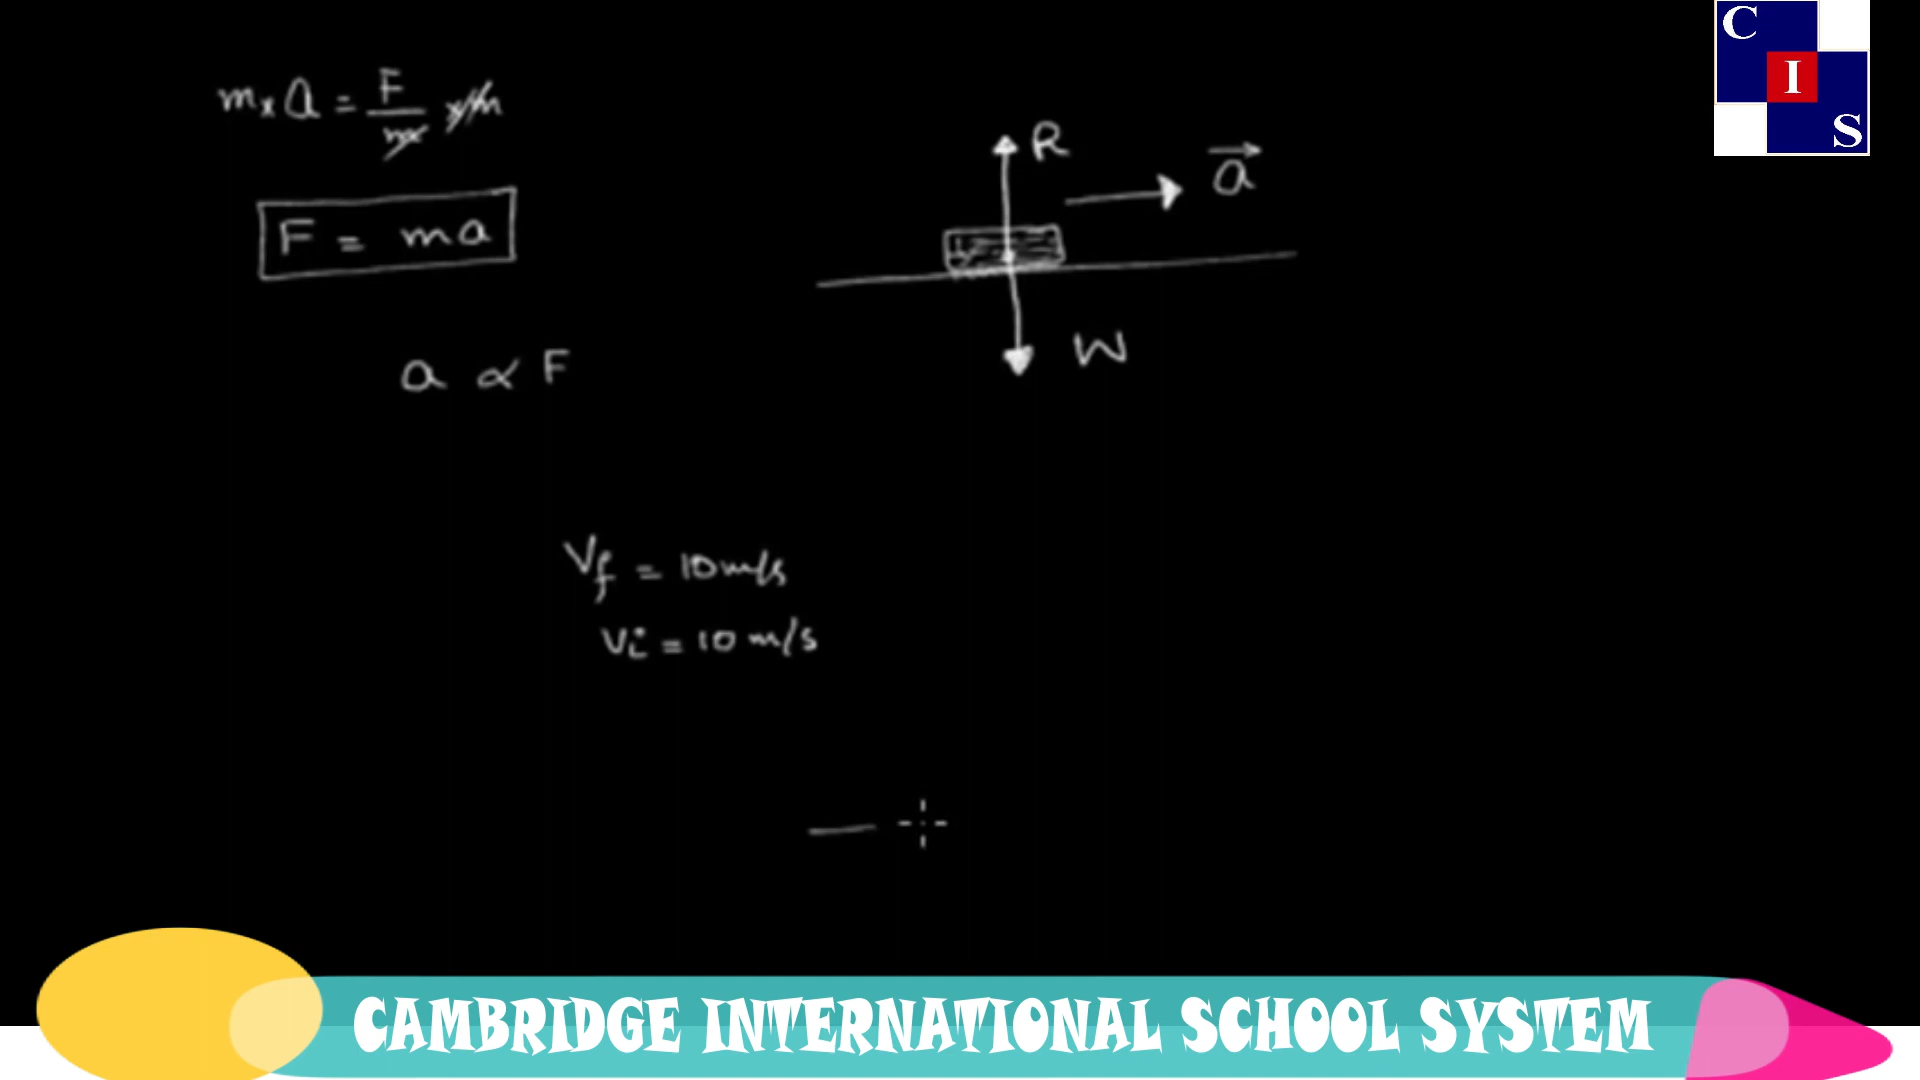 m x a = F/m x m
F = ma
a ∝ F
R
a⃗
W
Vf = 10 m/s
Vi = 10 m/s
C
I
S
CAMBRIDGE INTERNATIONAL SCHOOL SYSTEM